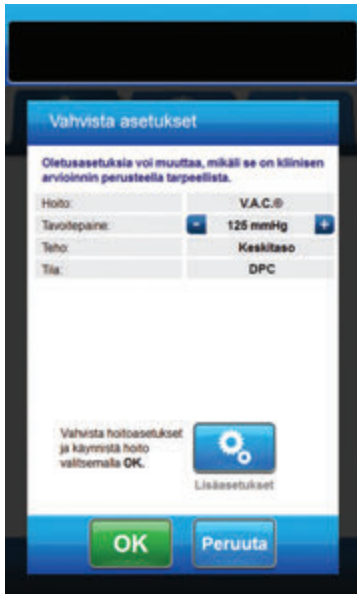 Vahvista asetukset
Oletusasetuksia voi muuttaa, mikäli se on kliinisen
arvioinnin perusteella tarpeellista.
Hoito: V.A.C.®
Tavoitepaine: - 125 mmHg +
Teho: Keskitaso
Tila: DPC
Vahvista hoitoasetukset
ja käynnistä hoito
valitsemalla OK.
Lisäasetukset
OK Peruuta